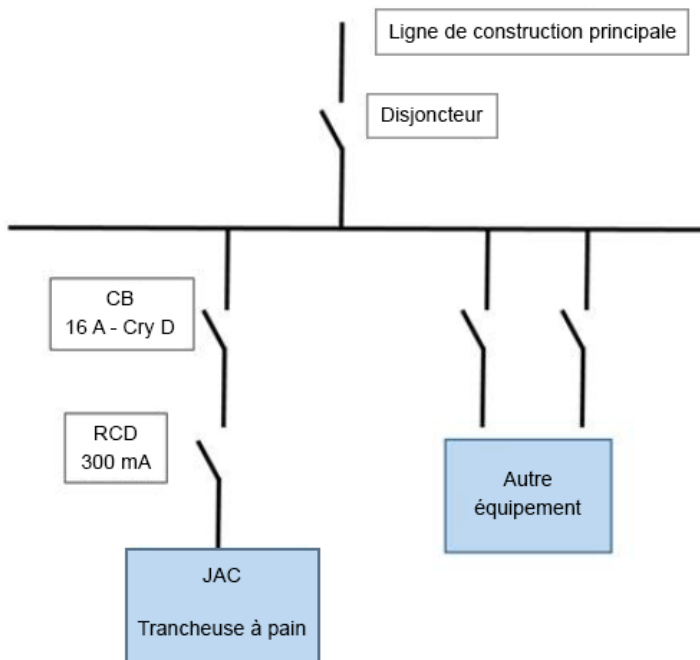 Ligne de construction principale
Disjoncteur
CB
16 A - Cry D
RCD
300 mA
Autre
équipement
JAC
Trancheuse à pain